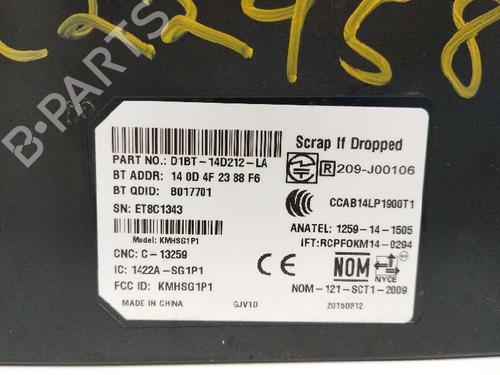 22958
B-PARTS
Scrap If Dropped
PART NO.: D1BT-14D212-LA
R 209-J00106
BT ADDR: 14 0D 4F 23 88 F6
BT QDID: B017701
CCAB14LP1900T1
SN: ET8C1343
ANATEL: 1259-14-1505
Model: KMHSG1P1
IFT:RCPFOKM14-0294
CNC: C-13259
IC: 1422A-SG1P1
NOM
NYCE
FCC ID: KMHSG1P1
NOM-121-SCT1-2009
MADE IN CHINA
GJV1D
20150812